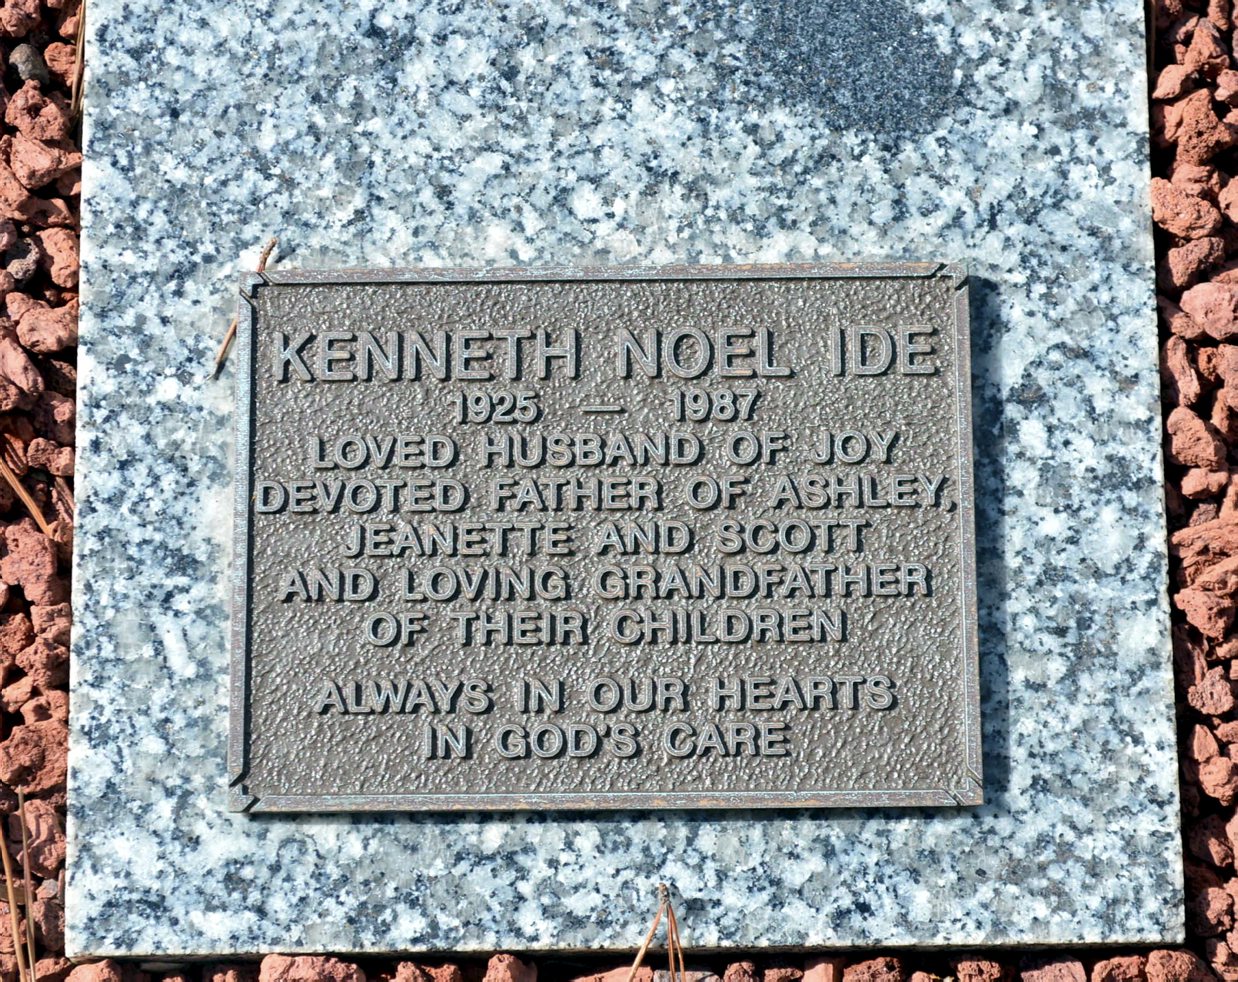 KENNETH NOEL IDE
1925 — 1987
LOVED HUSBAND OF JOY
DEVOTED FATHER OF ASHLEY,
JEANETTE AND SCOTT
AND LOVING GRANDFATHER
OF THEIR CHILDREN
ALWAYS IN OUR HEARTS
IN GOD'S CARE